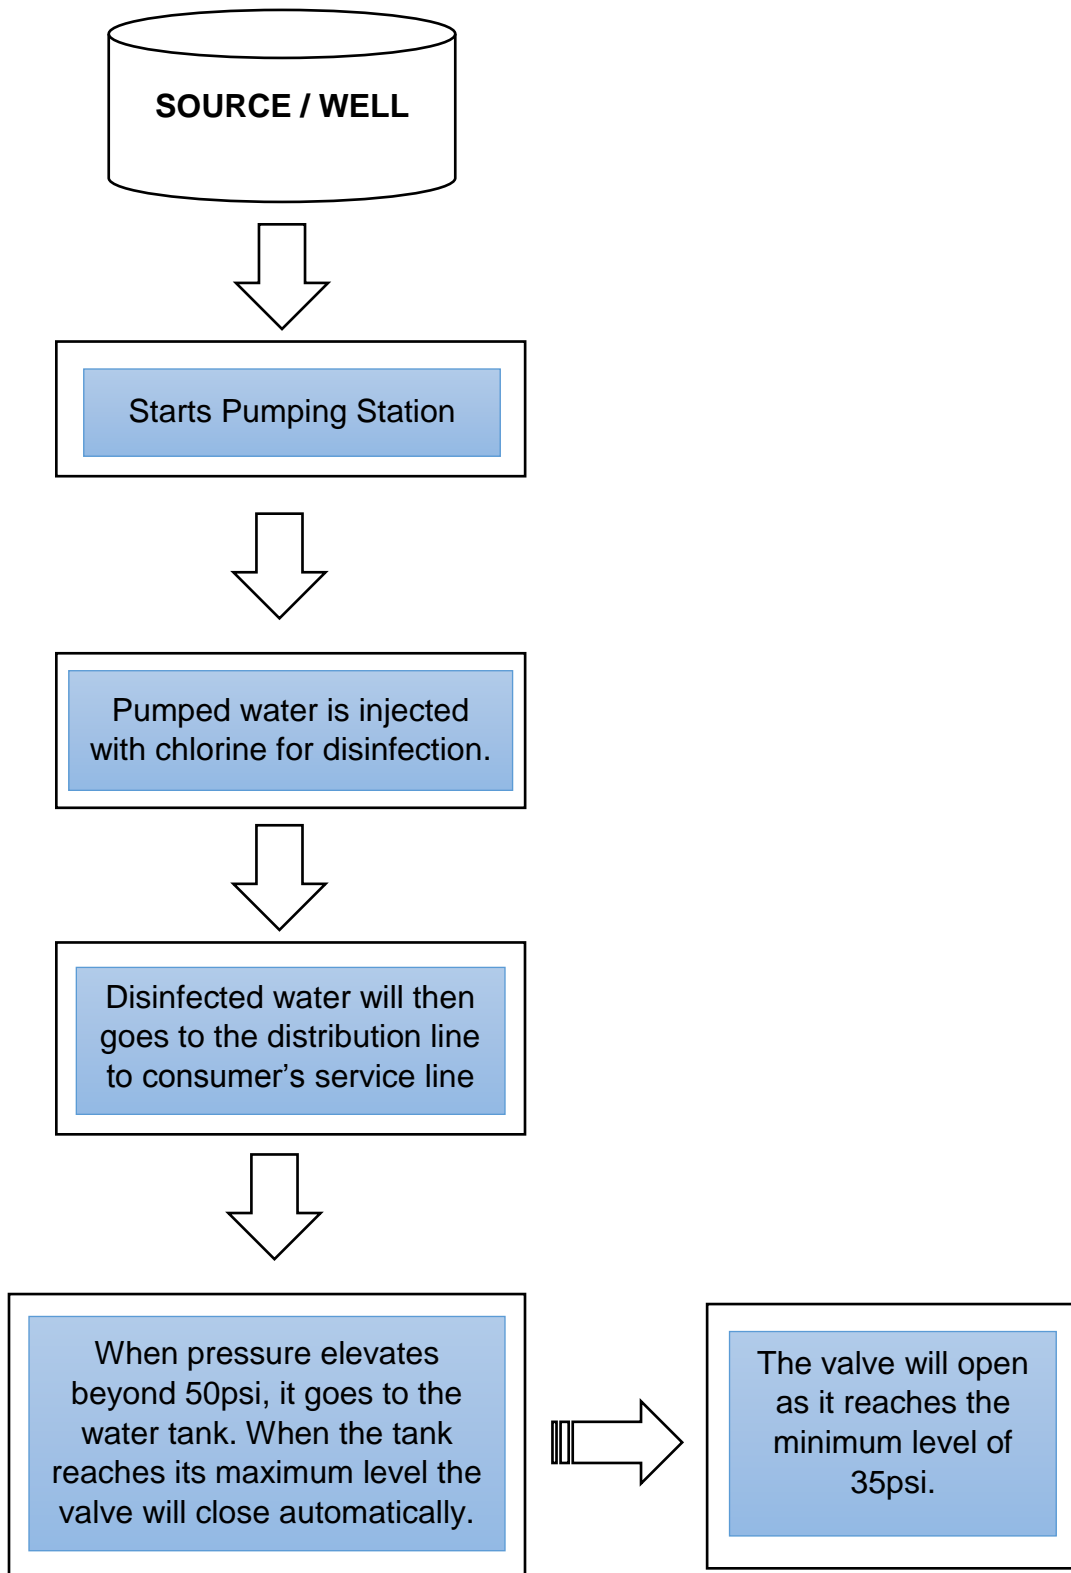 SOURCE / WELL
Starts Pumping Station
Pumped water is injected
with chlorine for disinfection.
Disinfected water will then
goes to the distribution line
to consumer’s service line
When pressure elevates
beyond 50psi, it goes to the
water tank. When the tank
reaches its maximum level the
valve will close automatically.
The valve will open
as it reaches the
minimum level of
35psi.